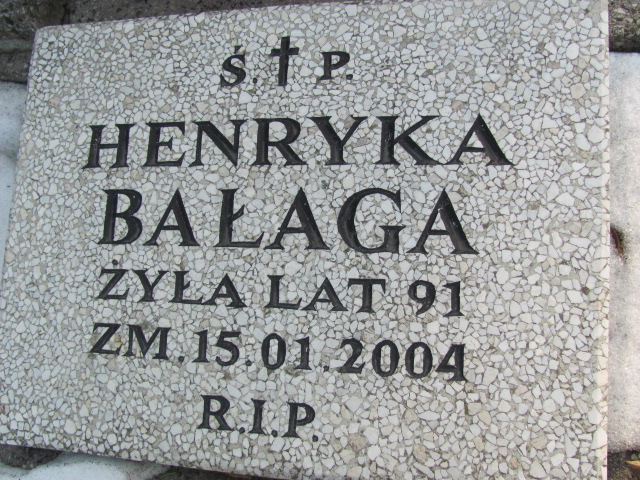 Ś.✝P.
HENRYKA
BAŁAGA
ŻYŁA LAT 91
ZM.15.01.2004
R.I.P.